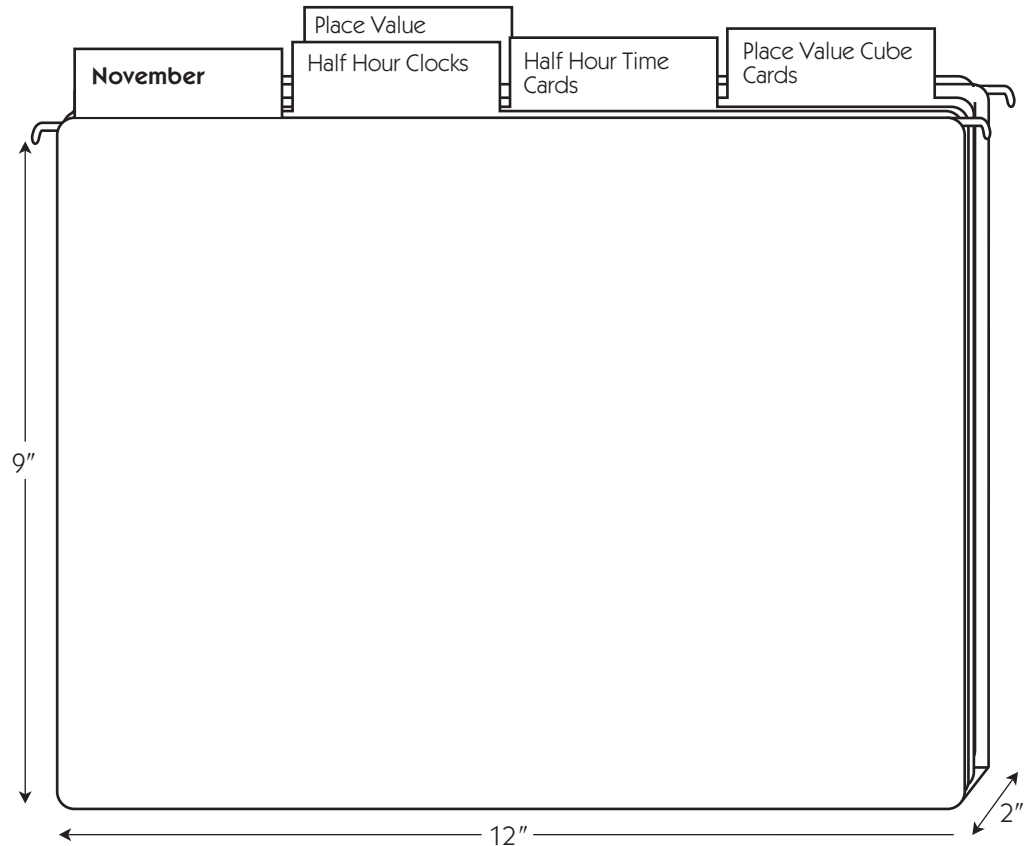 Place Value
November
Half Hour Clocks
Half Hour Time
Cards
Place Value Cube
Cards
9"
12"
2"